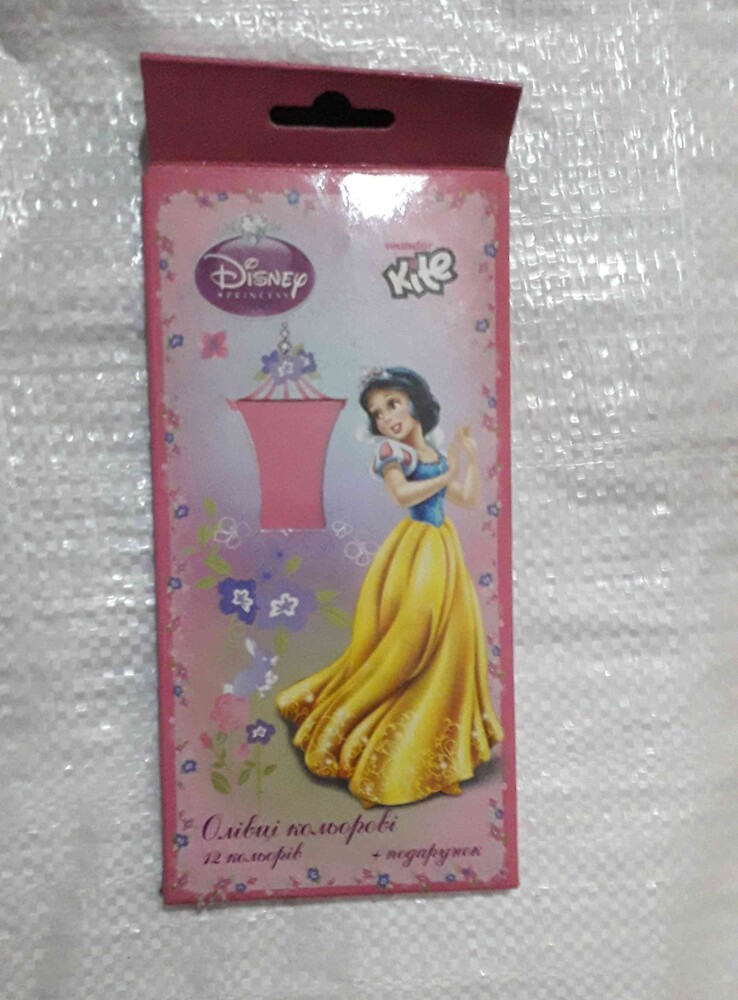 Disney
PRINCESS
Kite
Олівці кольорові
12 кольорів
+ подарунок